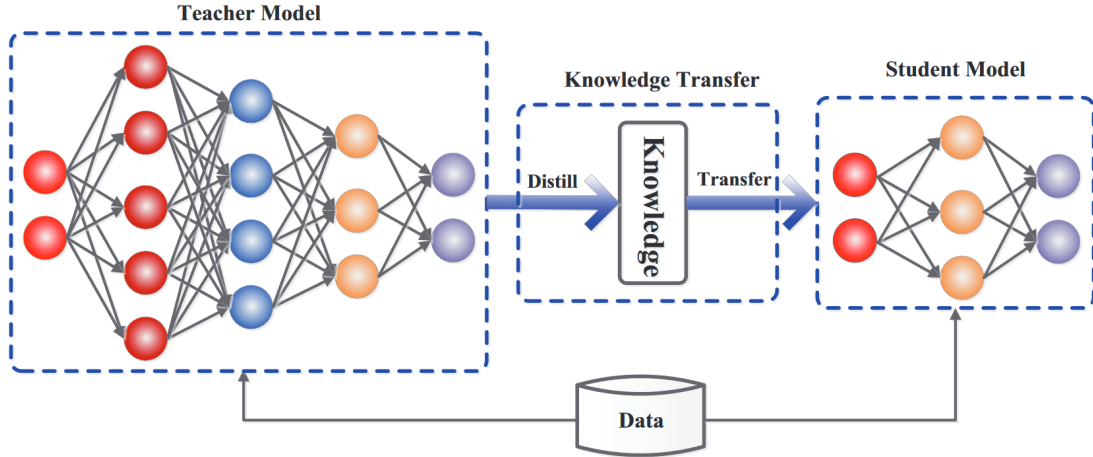 Teacher Model
Knowledge Transfer
Student Model
Distill
Knowledge
Transfer
Data